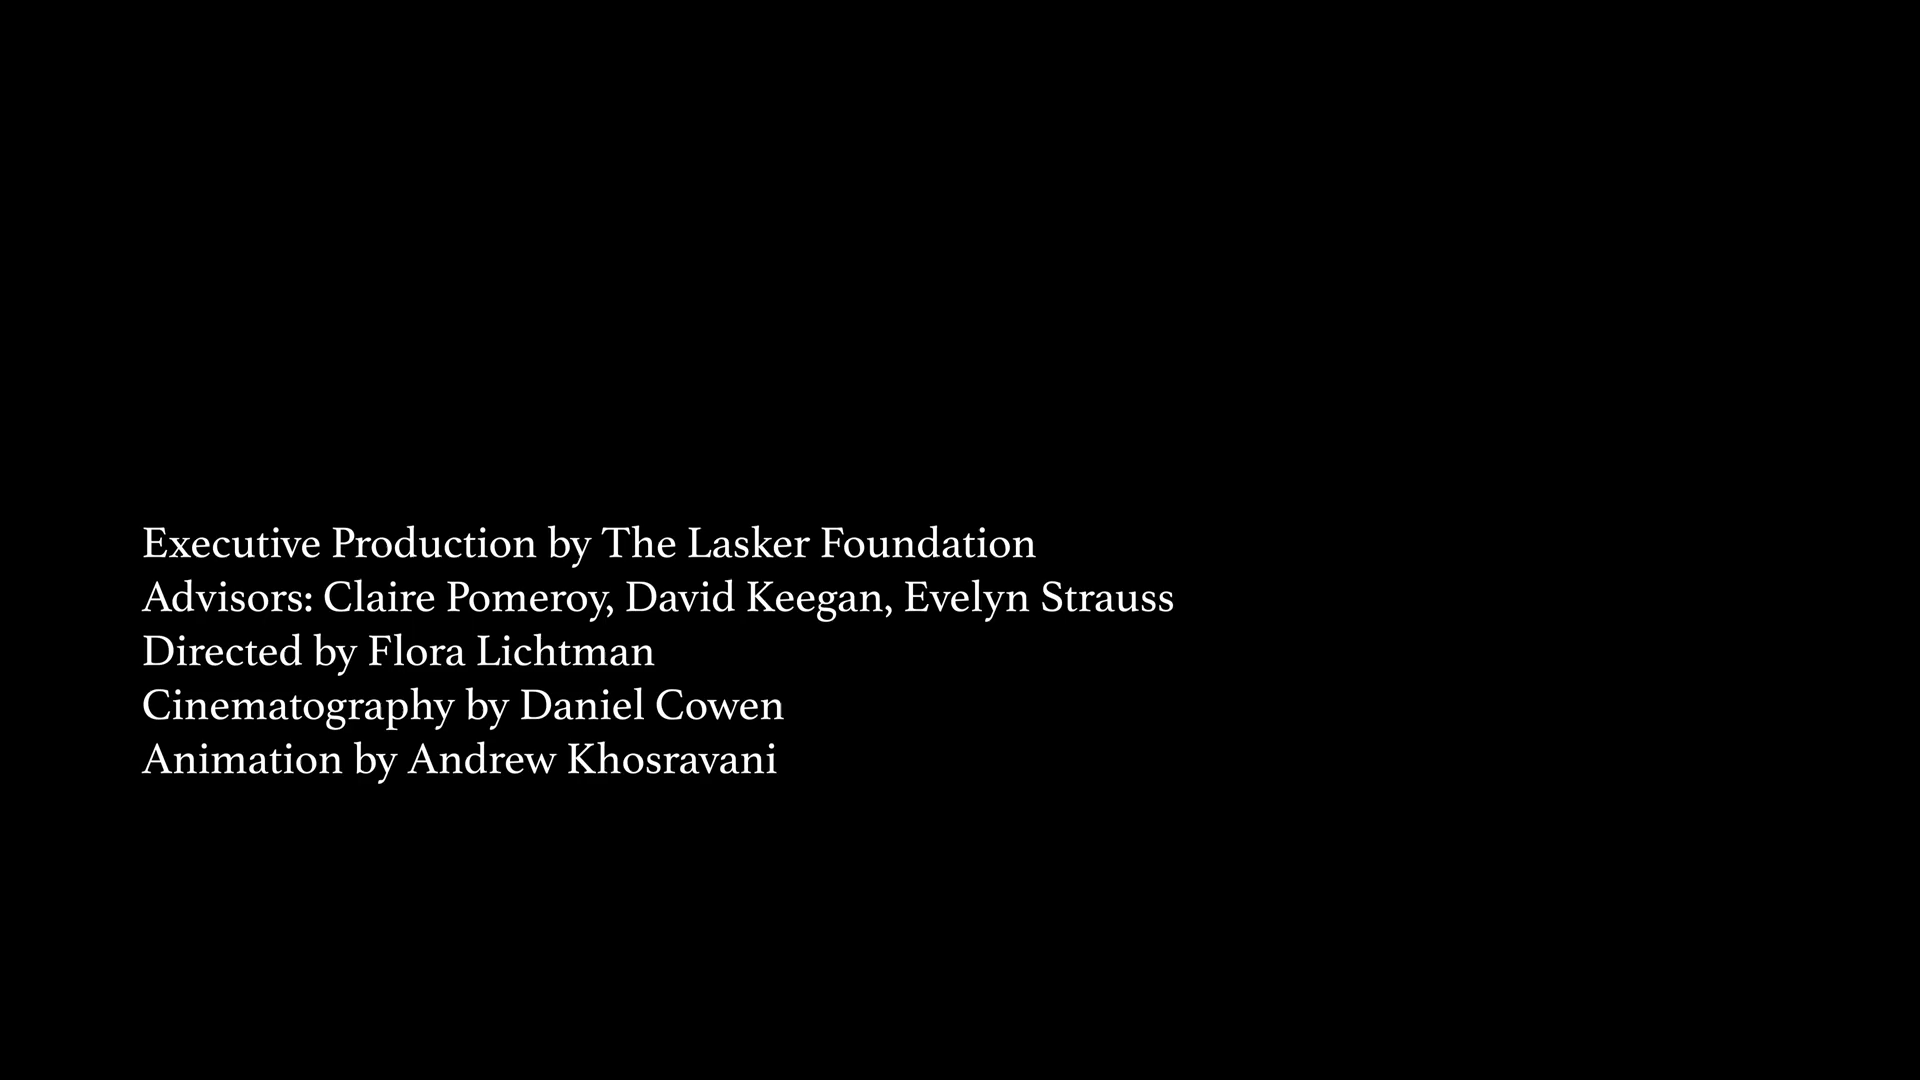 Executive Production by The Lasker Foundation
Advisors: Claire Pomeroy, David Keegan, Evelyn Strauss
Directed by Flora Lichtman
Cinematography by Daniel Cowen
Animation by Andrew Khosravani